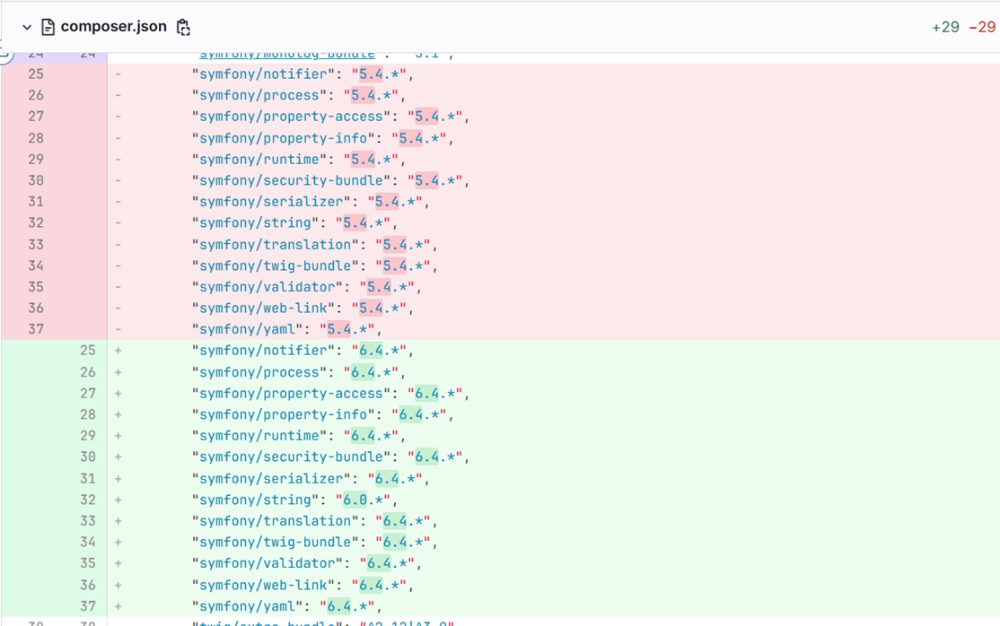 composer.json +29 −29
24 24 "symfony/monolog-bundle": "^3.1",
25 - "symfony/notifier": "5.4.*",
26 - "symfony/process": "5.4.*",
27 - "symfony/property-access": "5.4.*",
28 - "symfony/property-info": "5.4.*",
29 - "symfony/runtime": "5.4.*",
30 - "symfony/security-bundle": "5.4.*",
31 - "symfony/serializer": "5.4.*",
32 - "symfony/string": "5.4.*",
33 - "symfony/translation": "5.4.*",
34 - "symfony/twig-bundle": "5.4.*",
35 - "symfony/validator": "5.4.*",
36 - "symfony/web-link": "5.4.*",
37 - "symfony/yaml": "5.4.*",
25 + "symfony/notifier": "6.4.*",
26 + "symfony/process": "6.4.*",
27 + "symfony/property-access": "6.4.*",
28 + "symfony/property-info": "6.4.*",
29 + "symfony/runtime": "6.4.*",
30 + "symfony/security-bundle": "6.4.*",
31 + "symfony/serializer": "6.4.*",
32 + "symfony/string": "6.0.*",
33 + "symfony/translation": "6.4.*",
34 + "symfony/twig-bundle": "6.4.*",
35 + "symfony/validator": "6.4.*",
36 + "symfony/web-link": "6.4.*",
37 + "symfony/yaml": "6.4.*",
38 38 "twig/extra-bundle": "^2.12|^3.0"